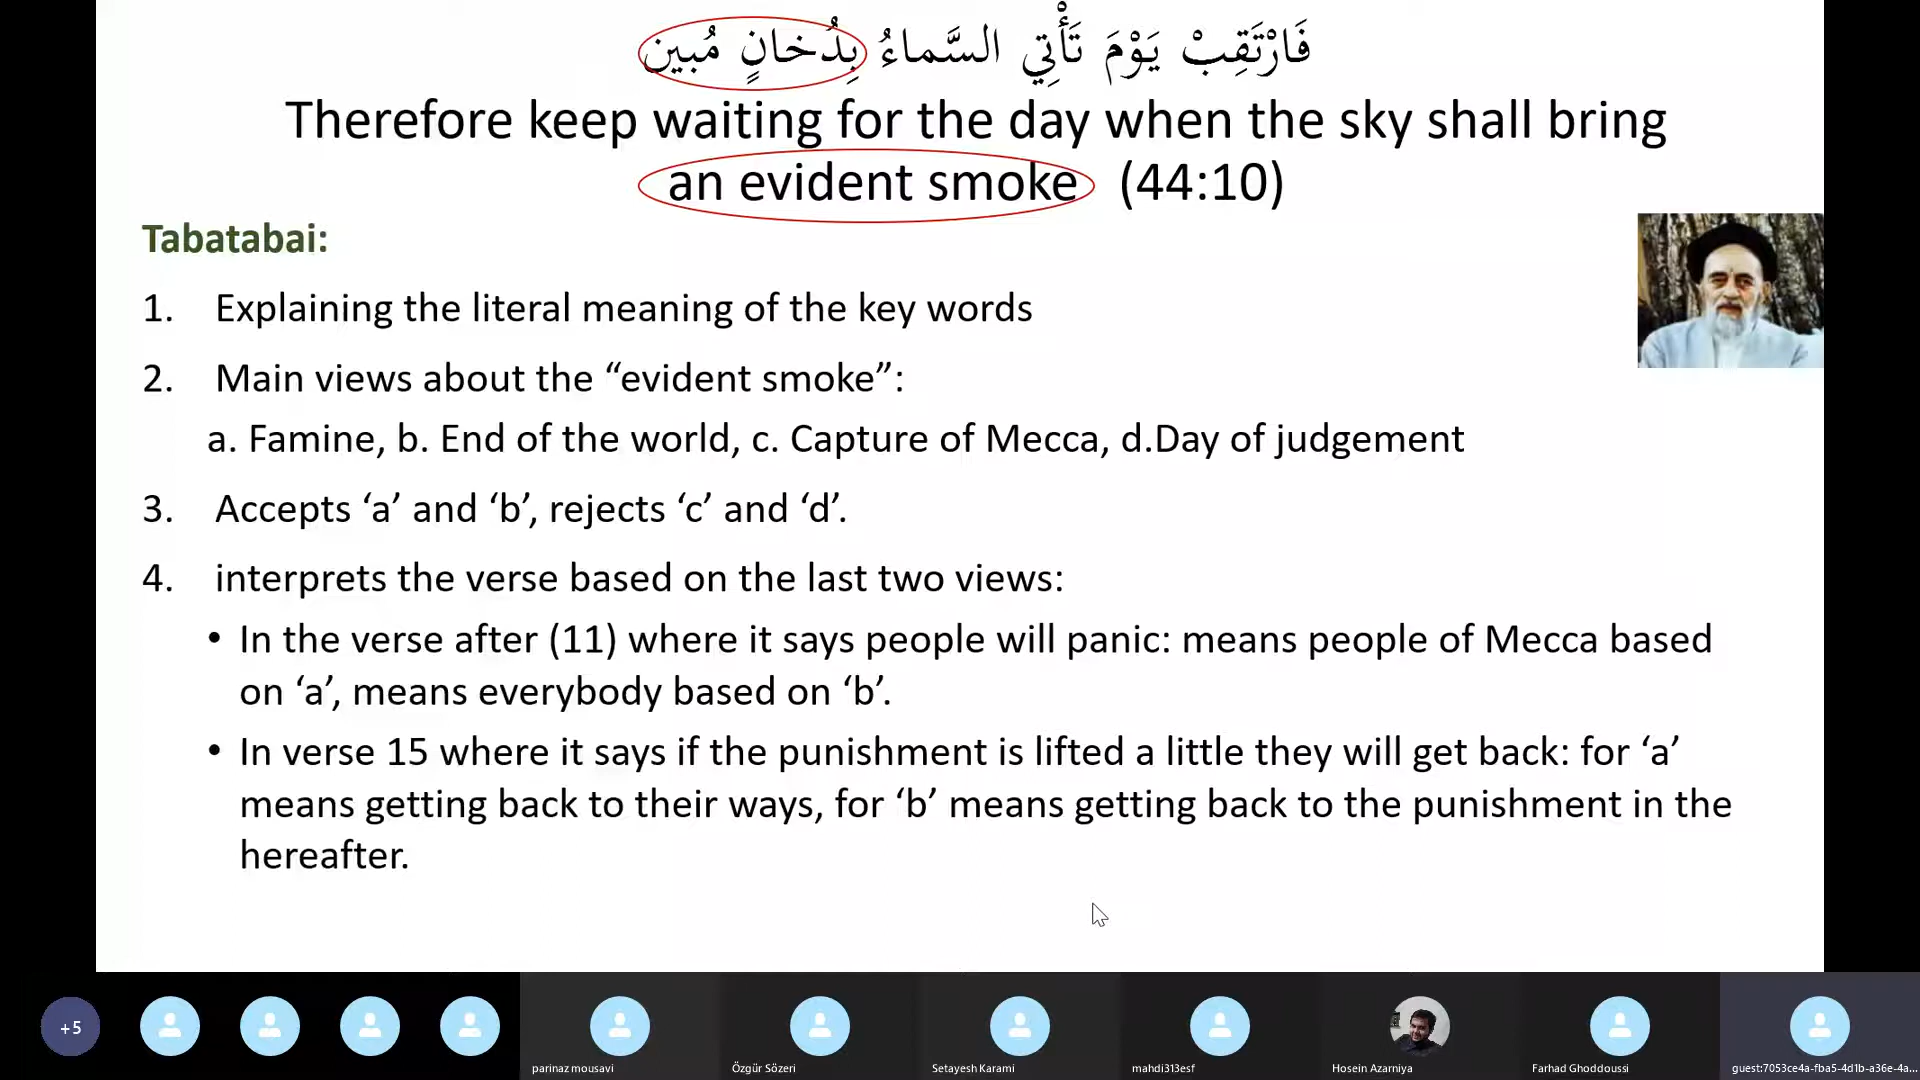 فَارْتَقِبْ يَوْمَ تَأْتِي السَّماءُ بِدُخانٍ مُبين
Therefore keep waiting for the day when the sky shall bring
an evident smoke (44:10)
Tabatabai:
1. Explaining the literal meaning of the key words
2. Main views about the “evident smoke”:
a. Famine, b. End of the world, c. Capture of Mecca, d.Day of judgement
3. Accepts ‘a’ and ‘b’, rejects ‘c’ and ‘d’.
4. interprets the verse based on the last two views:
• In the verse after (11) where it says people will panic: means people of Mecca based
on ‘a’, means everybody based on ‘b’.
• In verse 15 where it says if the punishment is lifted a little they will get back: for ‘a’
means getting back to their ways, for ‘b’ means getting back to the punishment in the
hereafter.
+5
parinaz mousavi
Özgür Sözeri
Setayesh Karami
mahdi313esf
Hosein Azarniya
Farhad Ghoddoussi
guest:7053ce4a-fba5-4d1b-a36e-4a...